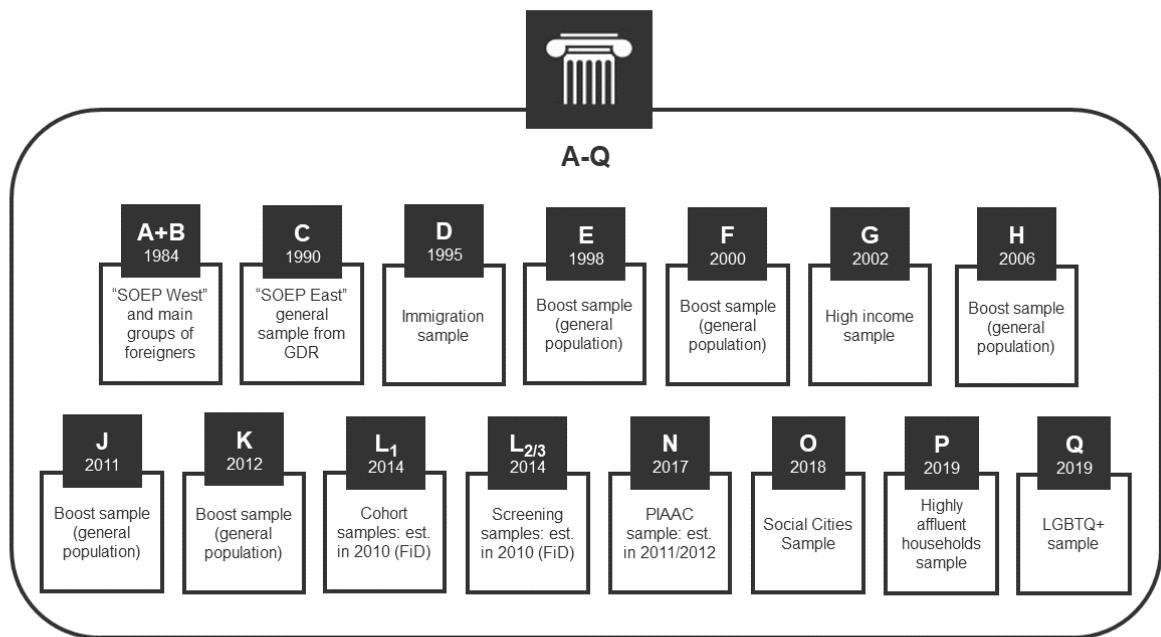 A-Q
A+B
1984
“SOEP West”
and main
groups of
foreigners
C
1990
“SOEP East”
general
sample from
GDR
D
1995
Immigration
sample
E
1998
Boost sample
(general
population)
F
2000
Boost sample
(general
population)
G
2002
High income
sample
H
2006
Boost sample
(general
population)
J
2011
Boost sample
(general
population)
K
2012
Boost sample
(general
population)
L1
2014
Cohort
samples: est.
in 2010 (FiD)
L2/3
2014
Screening
samples: est.
in 2010 (FiD)
N
2017
PIAAC
sample: est.
in 2011/2012
O
2018
Social Cities
Sample
P
2019
Highly
affluent
households
sample
Q
2019
LGBTQ+
sample